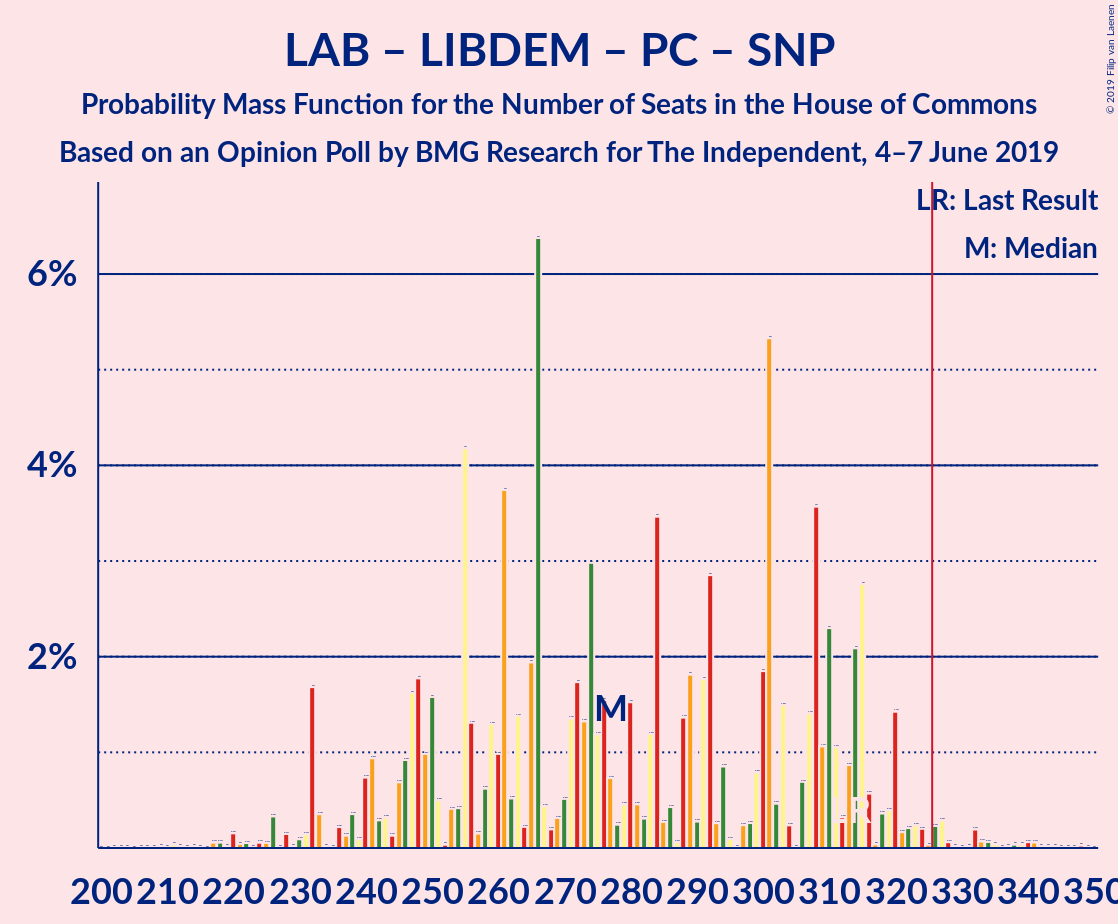 LAB – LIBDEM – PC – SNP
Probability Mass Function for the Number of Seats in the House of Commons
Based on an Opinion Poll by BMG Research for The Independent, 4–7 June 2019
© 2019 Filip van Laenen
LR: Last Result
M: Median
6%
4%
2%
M
200 210 220 230 240 250 260 270 280 290 300 310 320 330 340 350